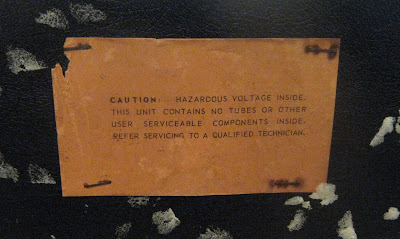 CAUTION: HAZARDOUS VOLTAGE INSIDE.
THIS UNIT CONTAINS NO TUBES OR OTHER
USER SERVICEABLE COMPONENTS INSIDE.
REFER SERVICING TO A QUALIFIED TECHNICIAN.